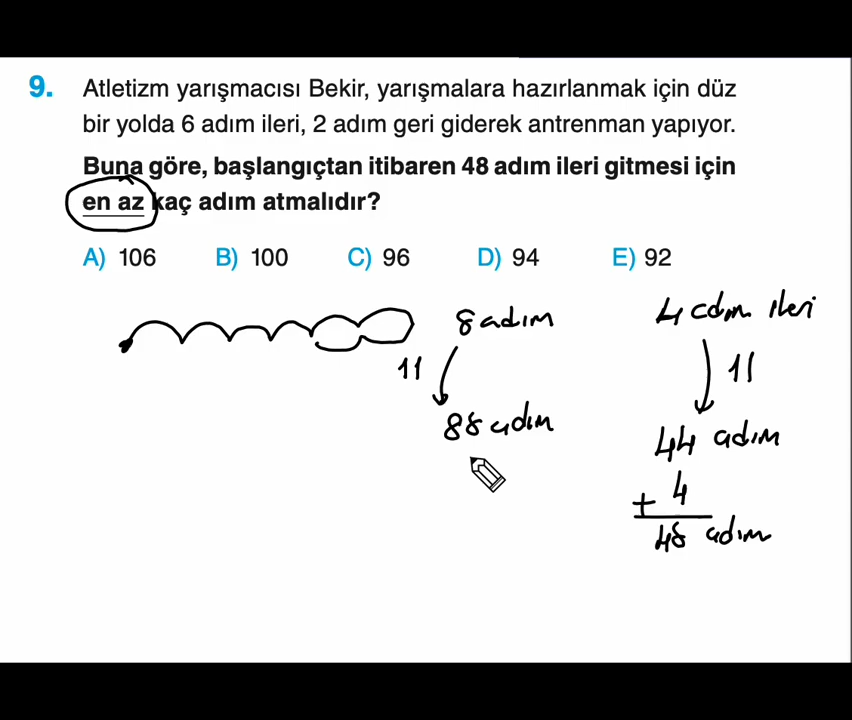 9. Atletizm yarışmacısı Bekir, yarışmalara hazırlanmak için düz
bir yolda 6 adım ileri, 2 adım geri giderek antrenman yapıyor.
Buna göre, başlangıçtan itibaren 48 adım ileri gitmesi için
en az kaç adım atmalıdır?
A) 106 B) 100 C) 96 D) 94 E) 92
8 adım
11
88 adım
4 adım ileri
11
44 adım
+ 4
48 adım